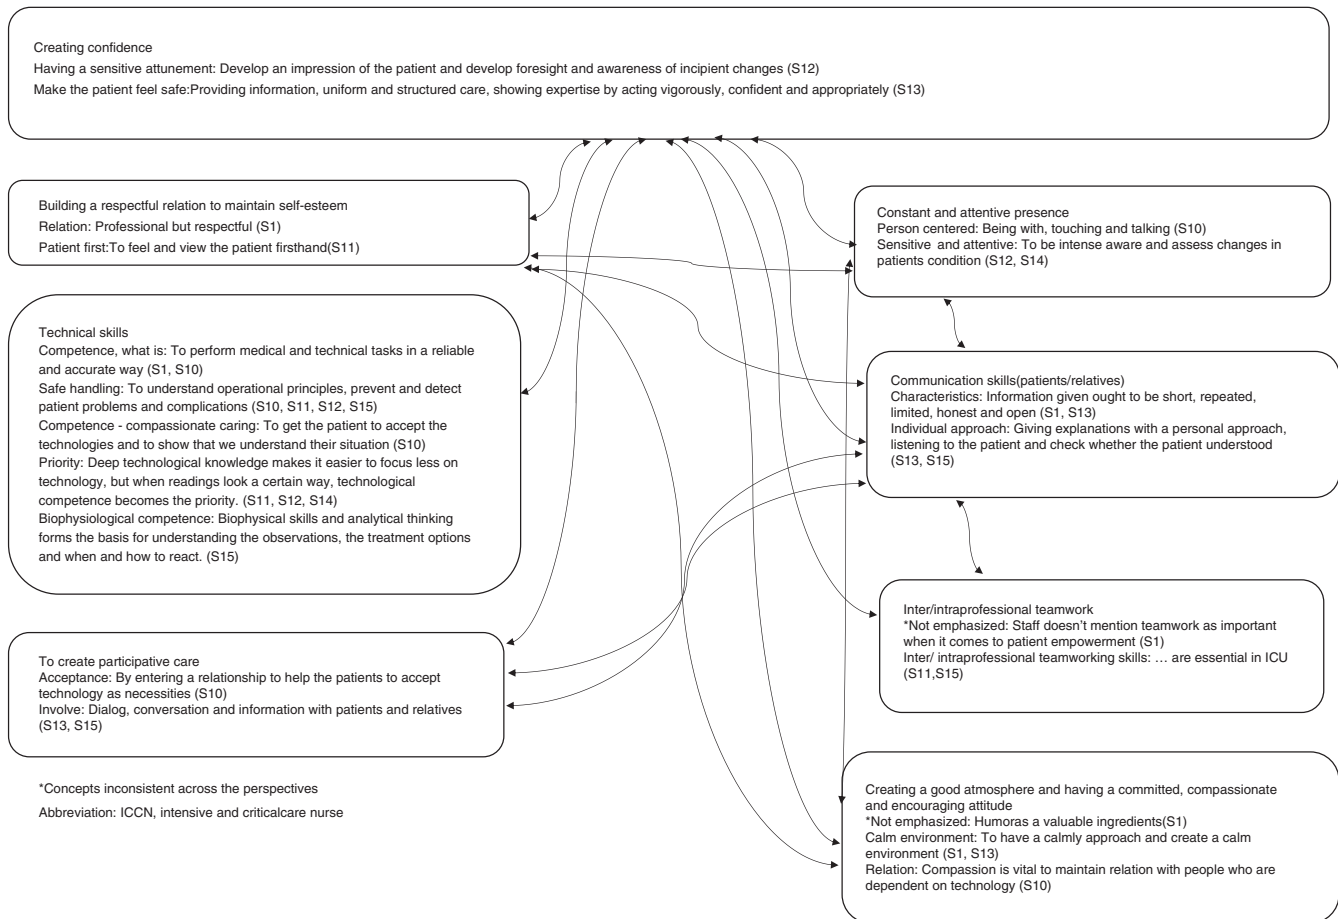 Creating confidence
Having a sensitive attunement: Develop an impression of the patient and develop foresight and awareness of incipient changes (S12)
Make the patient feel safe:Providing information, uniform and structured care, showing expertise by acting vigorously, confident and appropriately (S13)
Building a respectful relation to maintain self-esteem
Relation: Professional but respectful (S1)
Patient first:To feel and view the patient firsthand(S11)
Constant and attentive presence
Person centered: Being with, touching and talking (S10)
Sensitive and attentive: To be intense aware and assess changes in
patients condition (S12, S14)
Technical skills
Competence, what is: To perform medical and technical tasks in a reliable
and accurate way (S1, S10)
Safe handling: To understand operational principles, prevent and detect
patient problems and complications (S10, S11, S12, S15)
Competence - compassionate caring: To get the patient to accept the
technologies and to show that we understand their situation (S10)
Priority: Deep technological knowledge makes it easier to focus less on
technology, but when readings look a certain way, technological
competence becomes the priority. (S11, S12, S14)
Biophysiological competence: Biophysical skills and analytical thinking
forms the basis for understanding the observations, the treatment options
and when and how to react. (S15)
Communication skills(patients/relatives)
Characteristics: Information given ought to be short, repeated,
limited, honest and open (S1, S13)
Individual approach: Giving explanations with a personal approach,
listening to the patient and check whether the patient understood
(S13, S15)
Inter/intraprofessional teamwork
*Not emphasized: Staff doesn't mention teamwork as important
when it comes to patient empowerment (S1)
Inter/ intraprofessional teamworking skills: … are essential in ICU
(S11,S15)
To create participative care
Acceptance: By entering a relationship to help the patients to accept
technology as necessities (S10)
Involve: Dialog, conversation and information with patients and relatives
(S13, S15)
*Concepts inconsistent across the perspectives
Abbreviation: ICCN, intensive and criticalcare nurse
Creating a good atmosphere and having a committed, compassionate
and encouraging attitude
*Not emphasized: Humoras a valuable ingredients(S1)
Calm environment: To have a calmly approach and create a calm
environment (S1, S13)
Relation: Compassion is vital to maintain relation with people who are
dependent on technology (S10)